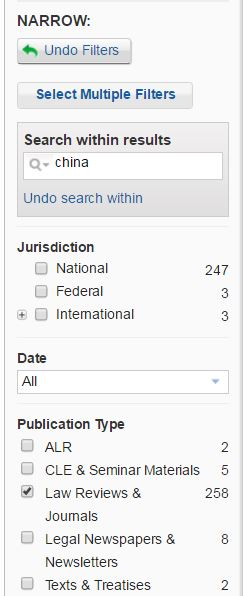 NARROW:
Undo Filters
Select Multiple Filters
Search within results
china
Undo search within
Jurisdiction
National 247
Federal 3
International 3
Date
All
Publication Type
ALR 2
CLE & Seminar Materials 5
Law Reviews & 258
Journals
Legal Newspapers & 8
Newsletters
Texts & Treatises 2